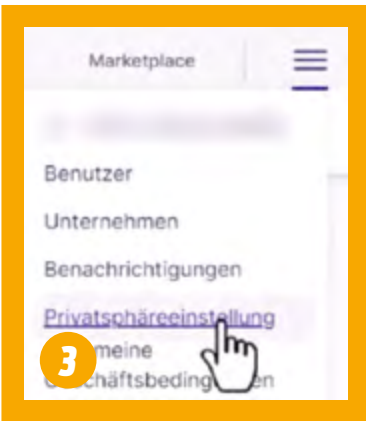 Marketplace
Benutzer
Unternehmen
Benachrichtigungen
Privatsphäreeinstellung
3